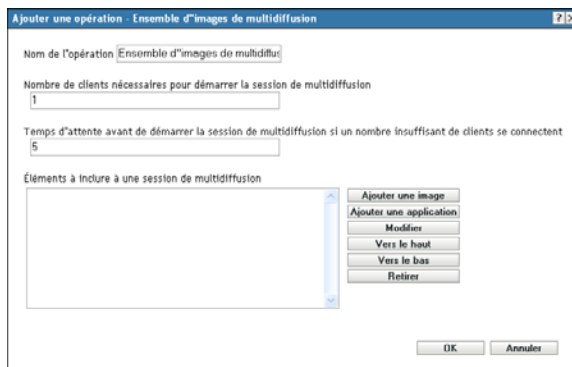 Ajouter une opération - Ensemble d"images de multidiffusion
Nom de l"opération Ensemble d"images de multidiffus
Nombre de clients nécessaires pour démarrer la session de multidiffusion
1
Temps d"attente avant de démarrer la session de multidiffusion si un nombre insuffisant de clients se connectent
5
Éléments à inclure à une session de multidiffusion
Ajouter une image
Ajouter une application
Modifier
Vers le haut
Vers le bas
Retirer
OK Annuler